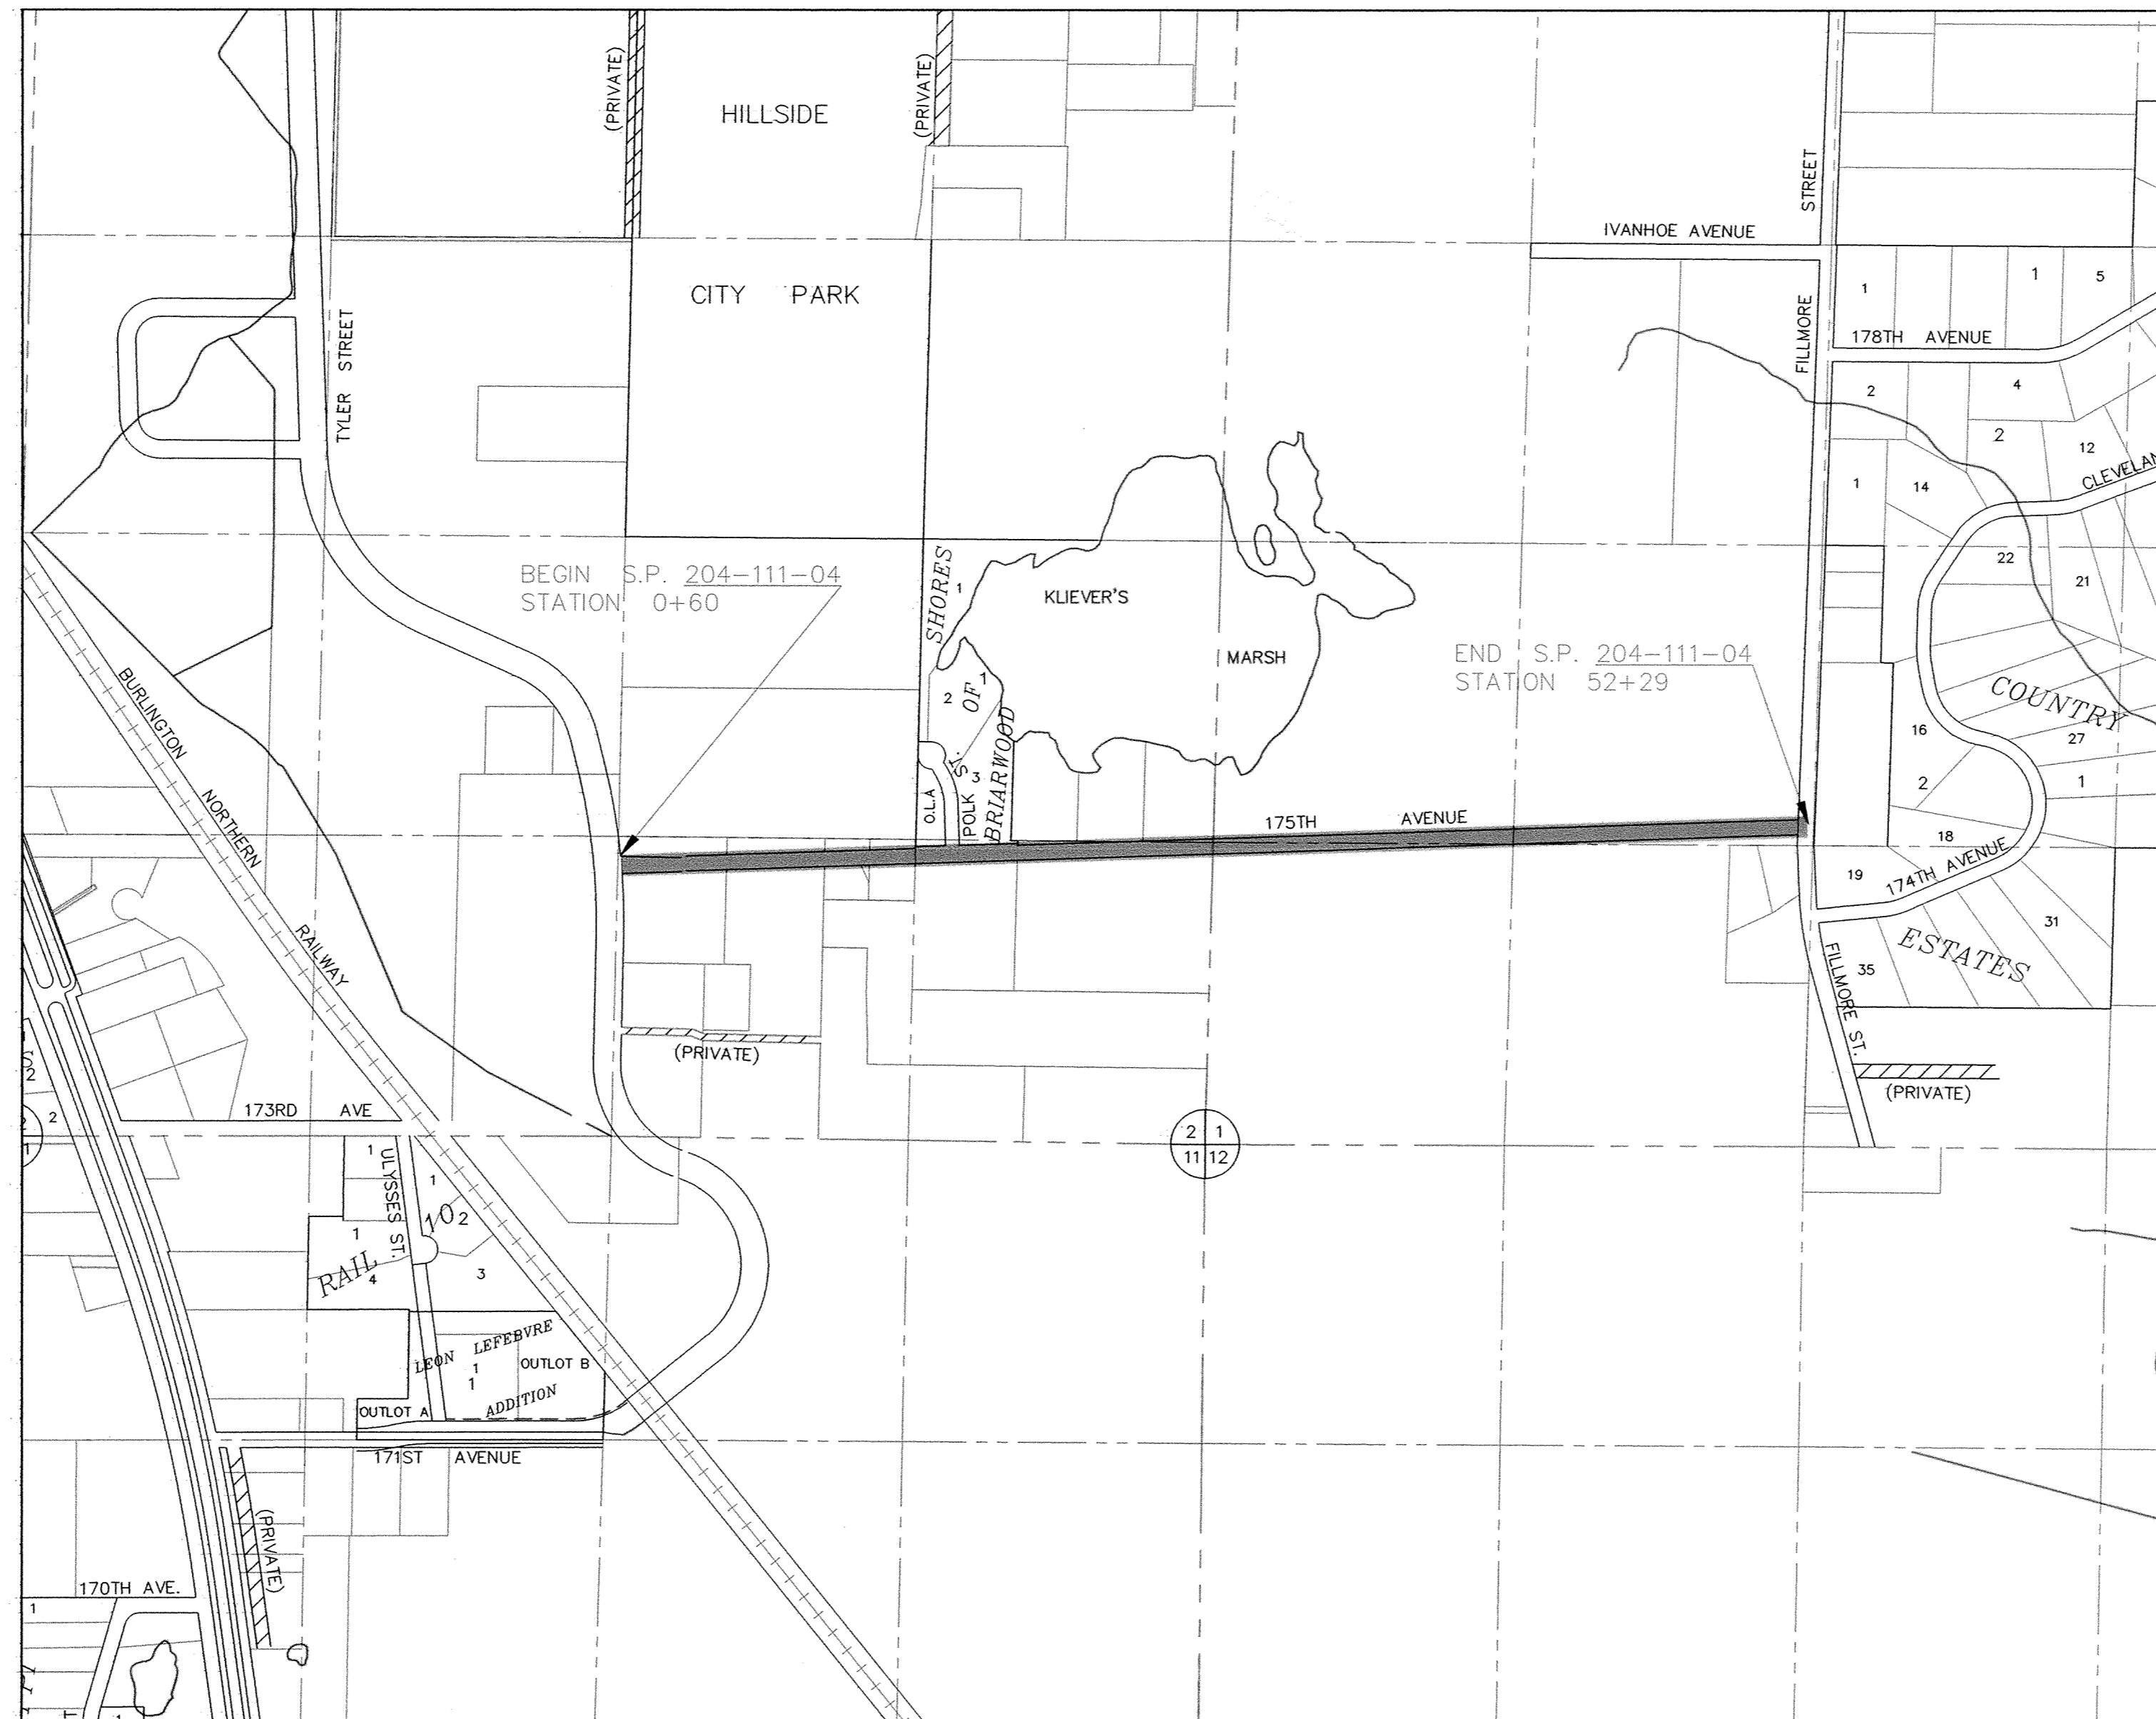 (PRIVATE)
HILLSIDE
(PRIVATE)
STREET
IVANHOE AVENUE
CITY PARK
TYLER STREET
FILLMORE
1
1
5
178TH AVENUE
2
4
2
12
1
14
22
21
BEGIN S.P. 204-111-04
STATION 0+60
SHORES
OF
BRIARWOOD
1
2
1
3
KLIEVER'S
MARSH
END S.P. 204-111-04
STATION 52+29
COUNTRY
ESTATES
16
27
2
1
18
19
174TH AVENUE
31
35
O.L.A
POLK ST.
175TH AVENUE
BURLINGTON NORTHERN RAILWAY
FILLMORE ST.
(PRIVATE)
(PRIVATE)
2 1
11 12
S
2
2
173RD AVE
1
ULYSSES ST.
1
1
RAIL 10
2
4
3
LEON LEFEBVRE
1
1
ADDITION
OUTLOT B
OUTLOT A
171ST AVENUE
(PRIVATE)
170TH AVE.
1